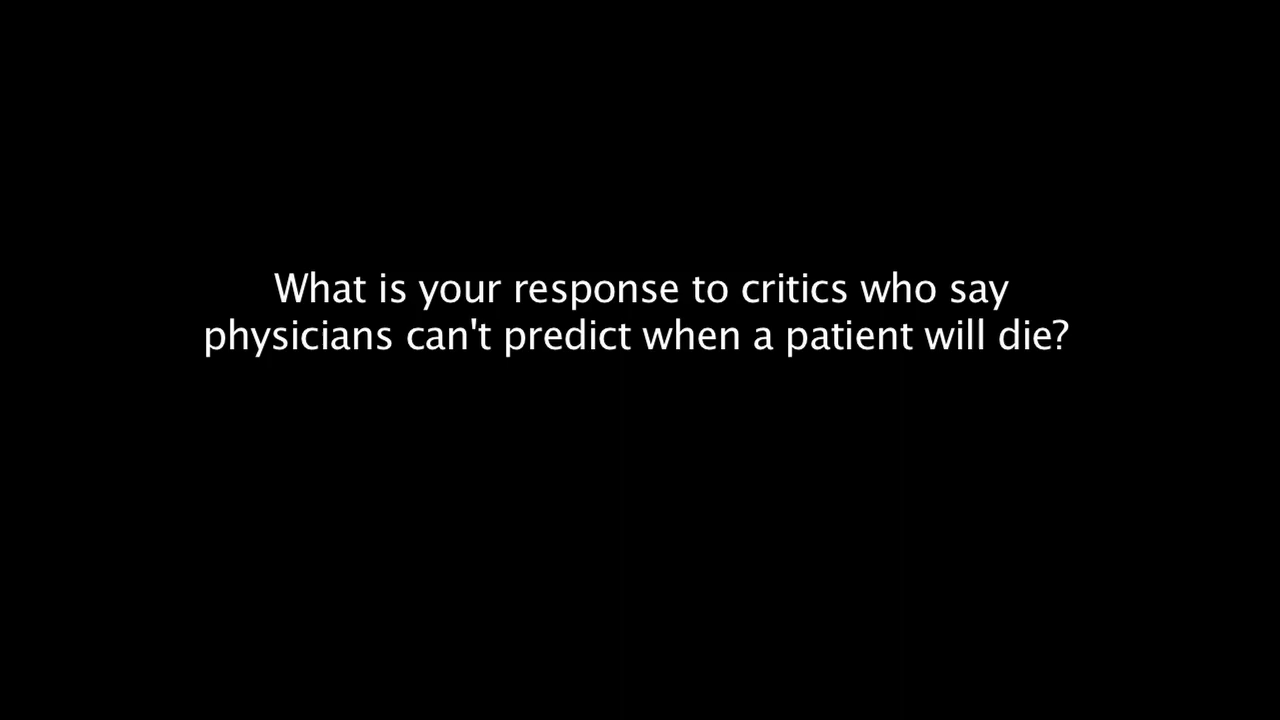 What is your response to critics who say
physicians can't predict when a patient will die?